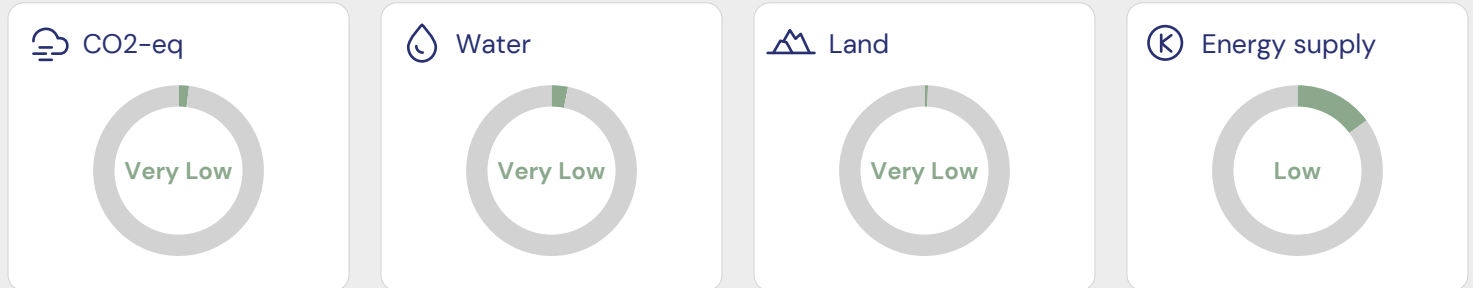 CO2-eq
Very Low
Water
Very Low
Land
Very Low
Energy supply
Low